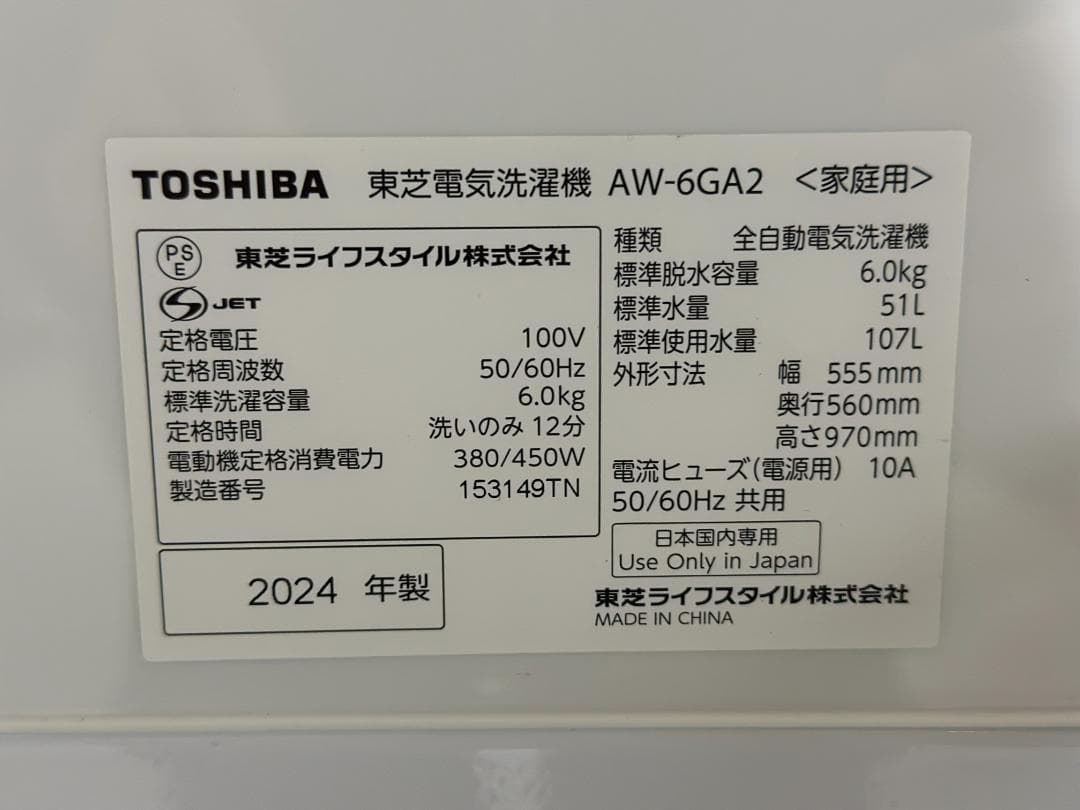 TOSHIBA 東芝電気洗濯機 AW-6GA2 <家庭用>
PS
E
東芝ライフスタイル株式会社
S JET
定格電圧 100V
定格周波数 50/60Hz
標準洗濯容量 6.0kg
定格時間 洗いのみ 12分
電動機定格消費電力 380/450W
製造番号 153149TN
2024 年製
種類 全自動電気洗濯機
標準脱水容量 6.0kg
標準水量 51L
標準使用水量 107L
外形寸法 幅 555mm
奥行560mm
高さ970mm
電流ヒューズ(電源用) 10A
50/60Hz 共用
日本国内専用
Use Only in Japan
東芝ライフスタイル株式会社
MADE IN CHINA